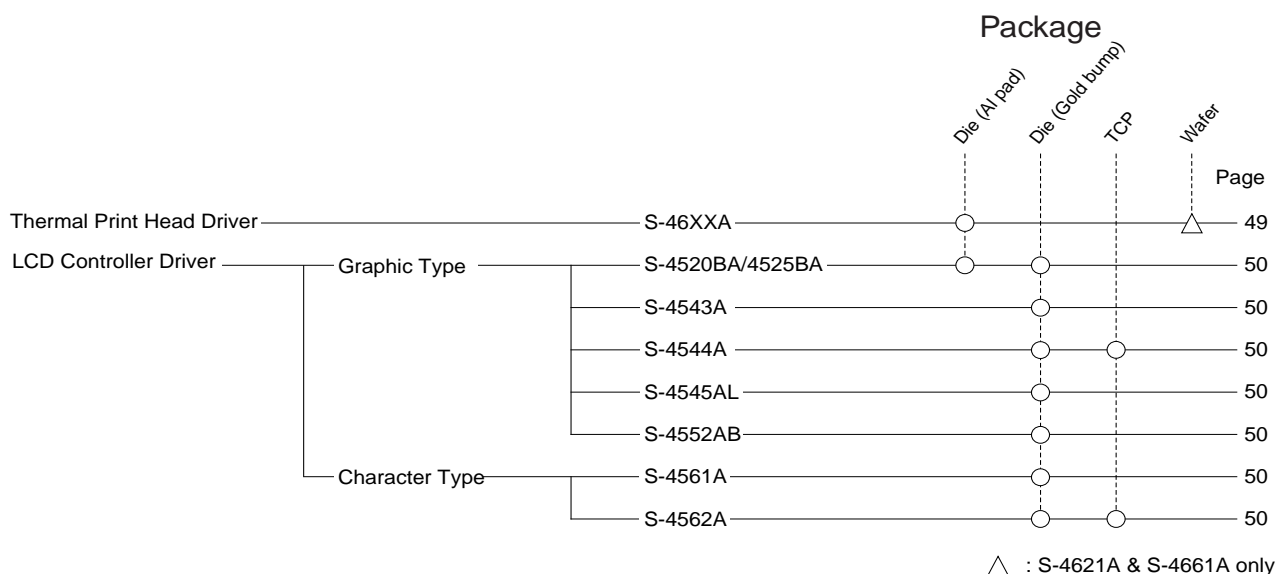 Package
Die (Al pad)
Die (Gold bump)
TCP
Wafer
Page
Thermal Print Head Driver S-46XXA 49
LCD Controller Driver Graphic Type S-4520BA/4525BA 50
S-4543A 50
S-4544A 50
S-4545AL 50
S-4552AB 50
Character Type S-4561A 50
S-4562A 50
: S-4621A & S-4661A only